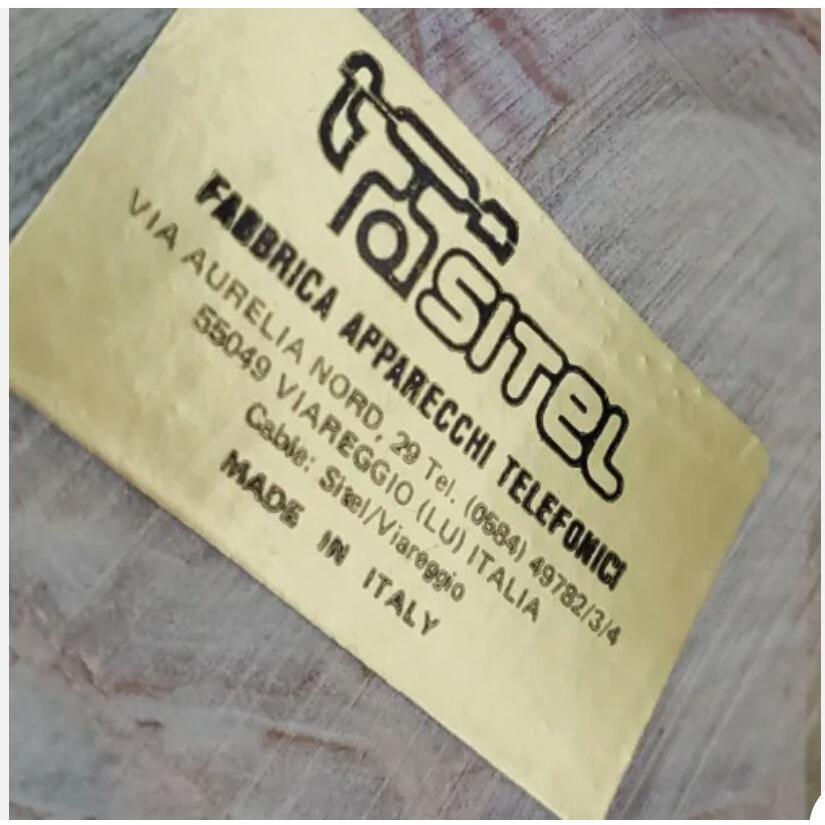 SITEL
FABBRICA APPARECCHI TELEFONICI
VIA AURELIA NORD, 29 Tel. (0584) 49782/3/4
55049 VIAREGGIO (LU) ITALIA
Cable: Sitel/Viareggio
MADE IN ITALY